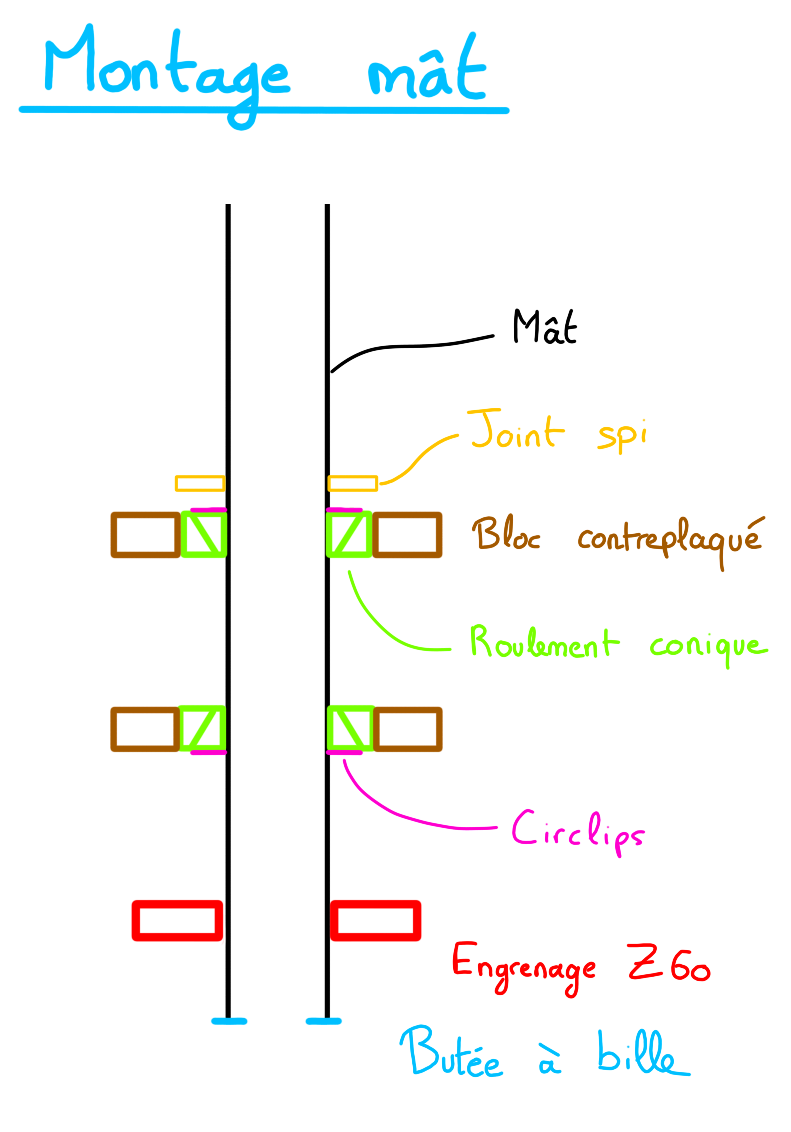 Montage mât
Mât
Joint spi
Bloc contreplaqué
Roulement conique
Circlips
Engrenage Z60
Butée à bille